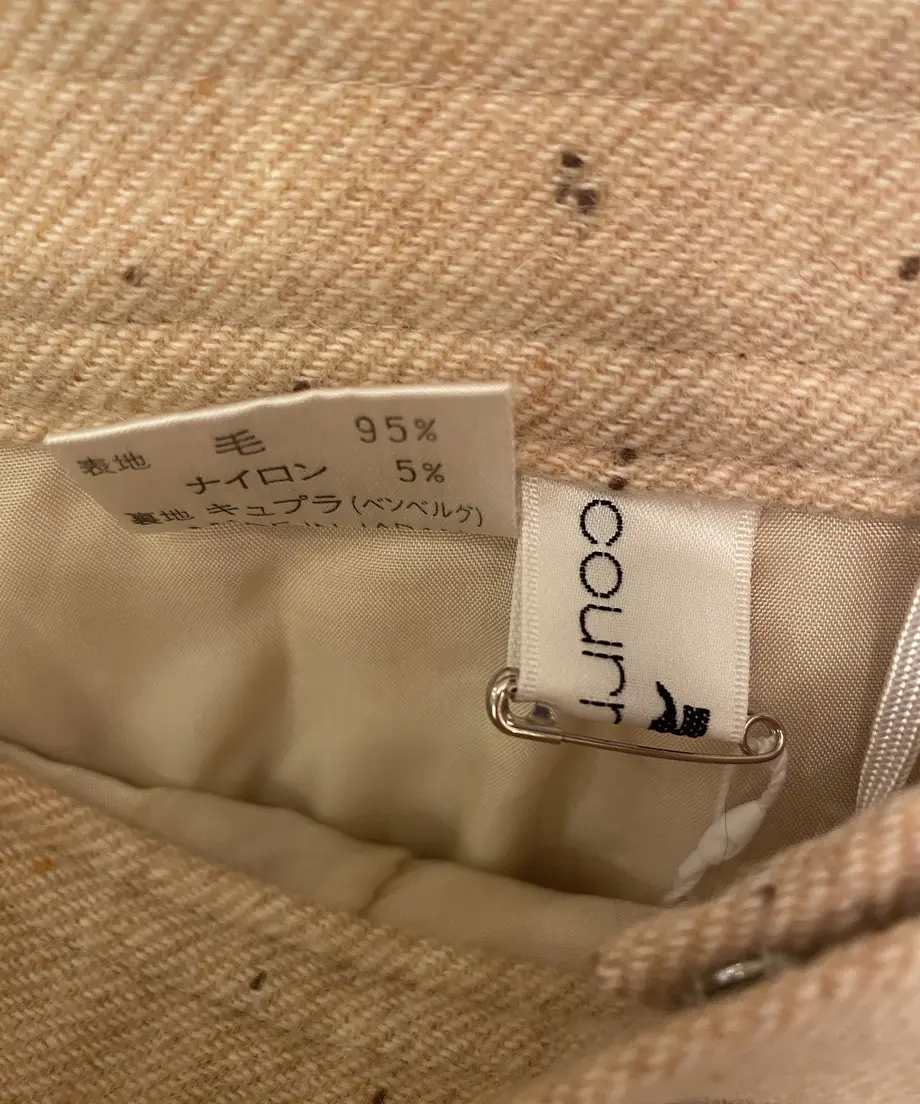 表地 毛 95%
ナイロン 5%
裏地 キュプラ(ベンベルグ)
courr